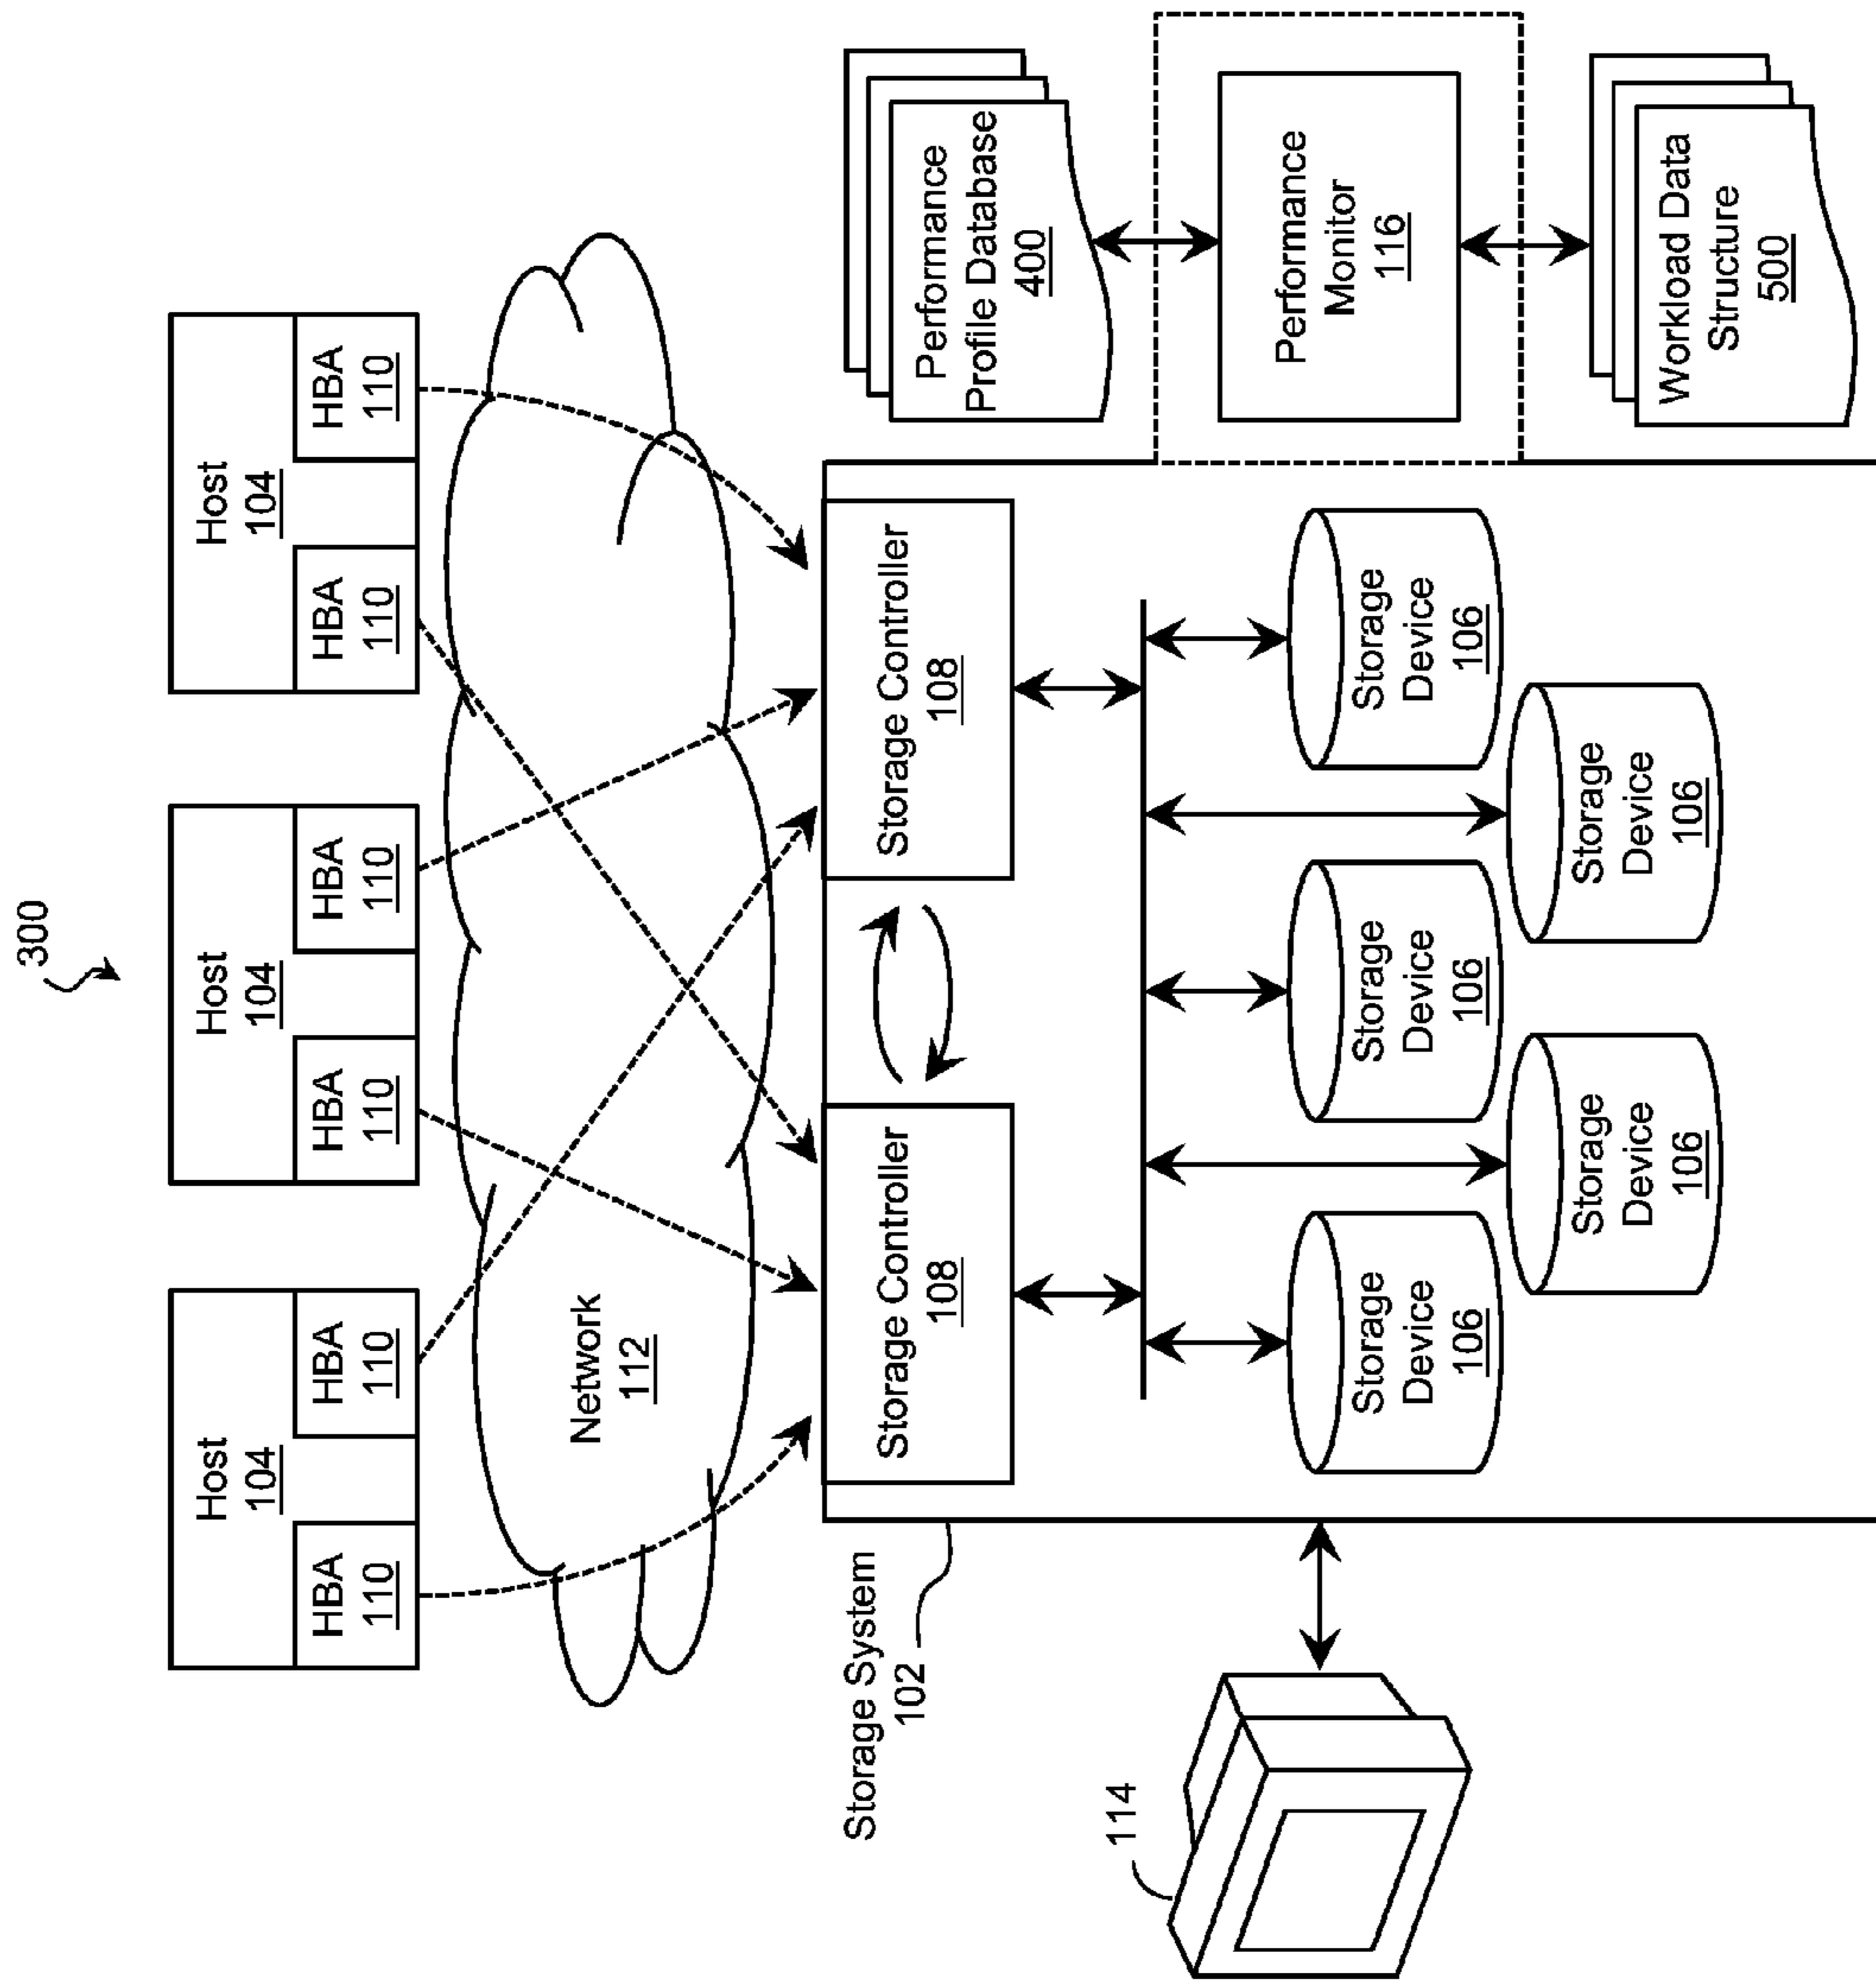 300
Host
104
HBA
110
HBA
110
Host
104
HBA
110
HBA
110
Host
104
HBA
110
HBA
110
Network
112
Storage System
102
Storage Controller
108
Storage Controller
108
Performance
Profile Database
400
Performance
Monitor
116
Workload Data
Structure
500
Storage
Device
106
Storage
Device
106
Storage
Device
106
Storage
Device
106
Storage
Device
106
114